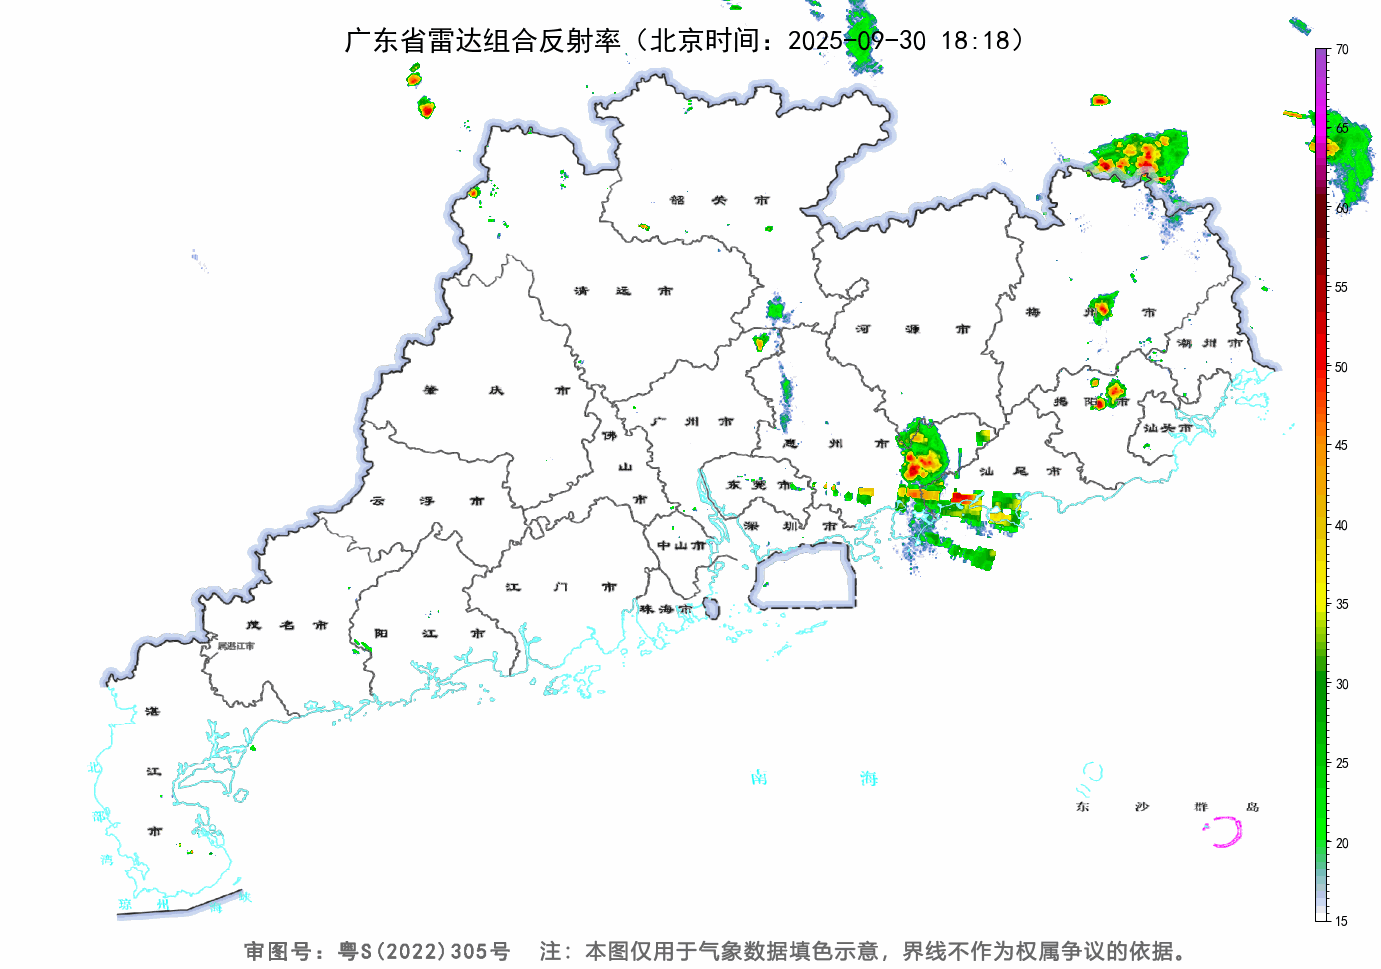 广东省雷达组合反射率（北京时间：2025-09-30 18:18）
70
65
60
55
50
45
40
35
30
25
20
15
韶关市
清远市
河源市
梅州市
潮州市
肇庆市
广州市
揭阳市
汕头市
佛山市
惠州市
汕尾市
云浮市
东莞市
深圳市
中山市
江门市
珠海市
茂名市
阳江市
属湛江市
湛江市
北部湾
琼州海峡
南海
东沙群岛
审图号：粤S(2022)305号 注：本图仅用于气象数据填色示意，界线不作为权属争议的依据。